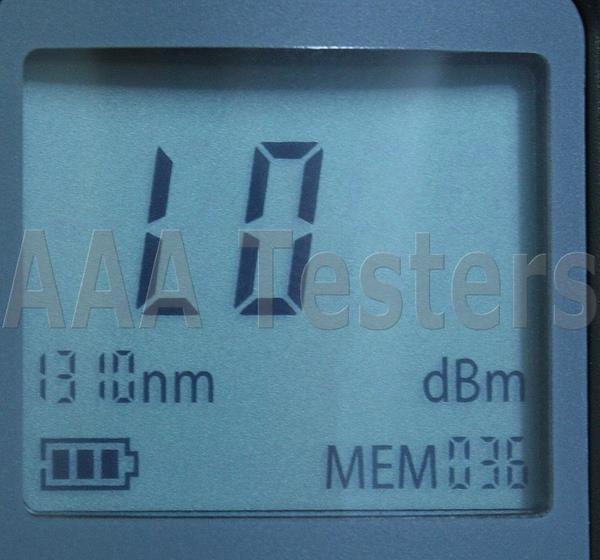 LO
AAA Testers
1310nm dBm
MEM036